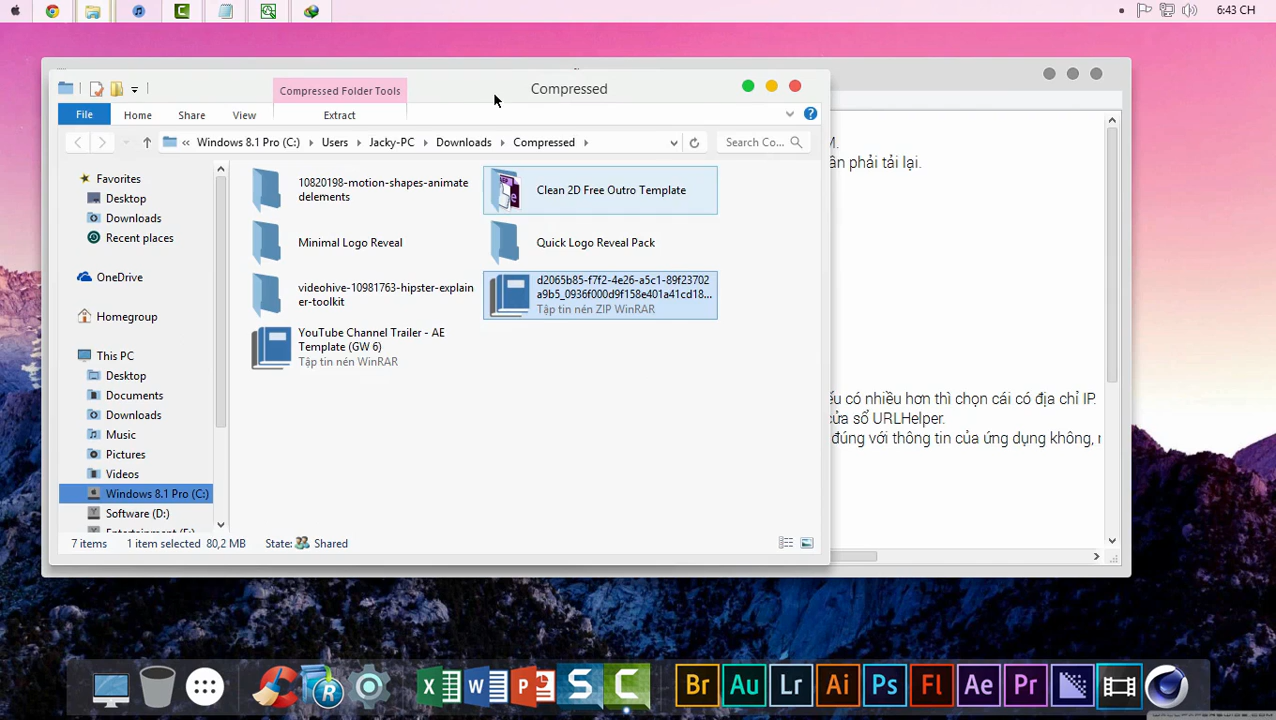 6:43 CH
Compressed Folder Tools
Compressed
File
Home
Share
View
Extract
«
Windows 8.1 Pro (C:)
Users
Jacky-PC
Downloads
Compressed
Search Co...
Favorites
Desktop
Downloads
Recent places
OneDrive
Homegroup
This PC
Desktop
Documents
Downloads
Music
Pictures
Videos
Windows 8.1 Pro (C:)
Software (D:)
10820198-motion-shapes-animate
delements
Clean 2D Free Outro Template
Minimal Logo Reveal
Quick Logo Reveal Pack
videohive-10981763-hipster-explain
er-toolkit
d2065b85-f7f2-4e26-a5c1-89f23702
a9b5_0936f000d9f158e401a41cd18...
Tập tin nén ZIP WinRAR
YouTube Channel Trailer - AE
Template (GW 6)
Tập tin nén WinRAR
7 items
1 item selected 80,2 MB
State:
Shared
M.
ần phải tải lại.
ếu có nhiều hơn thì chọn cái có địa chỉ IP.
cửa sổ URLHelper.
đúng với thông tin của ứng dụng không,
X
W
P
S
C
Br
Au
Lr
Ai
Ps
Fl
Ae
Pr